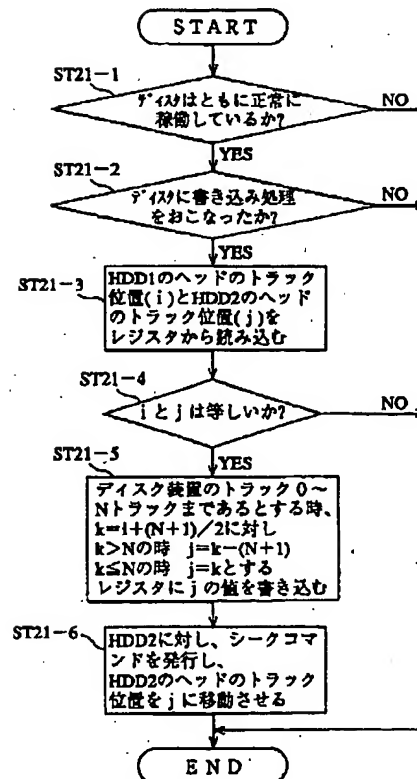 START
ST21-1
ディスクはともに正常に
稼働しているか?
NO
YES
ST21-2
ディスクに書き込み処理
をおこなったか?
NO
YES
ST21-3
HDD1のヘッドのトラック
位置(i)とHDD2のヘッド
のトラック位置(j)を
レジスタから読み込む
ST21-4
iとjは等しいか?
NO
YES
ST21-5
ディスク装置のトラック0〜
Nトラックまであるとする時、
k=i+(N+1)/2に対し
k>Nの時 j=k-(N+1)
k≤Nの時 j=kとする
レジスタにjの値を書き込む
ST21-6
HDD2に対し、シークコマ
ンドを発行し、
HDD2のヘッドのトラック
位置をjに移動させる
END